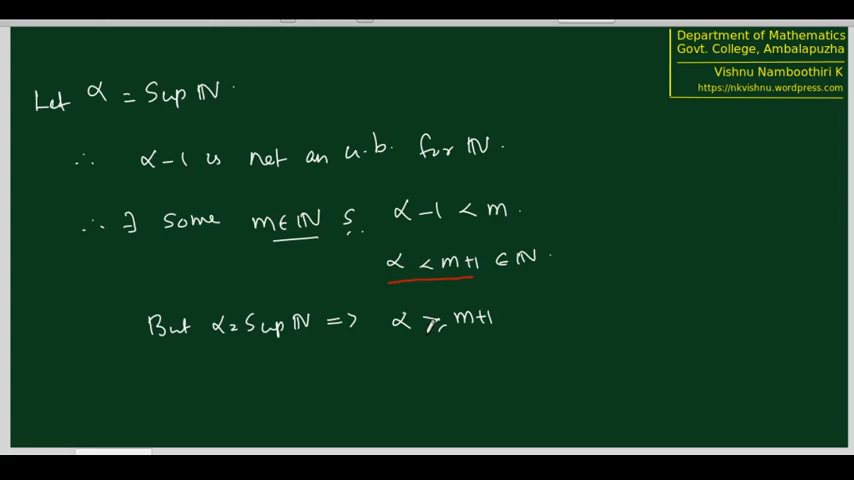 Department of Mathematics
Govt. College, Ambalapuzha
Vishnu Namboothiri K
https://nkvishnu.wordpress.com
Let α = Sup ℕ.
∴ α-1 is not an u.b. for ℕ.
∴ ∃ some m∈ℕ s. α-1 < m.
α < m+1 ∈ ℕ.
But α = Sup ℕ => α ≥ m+1